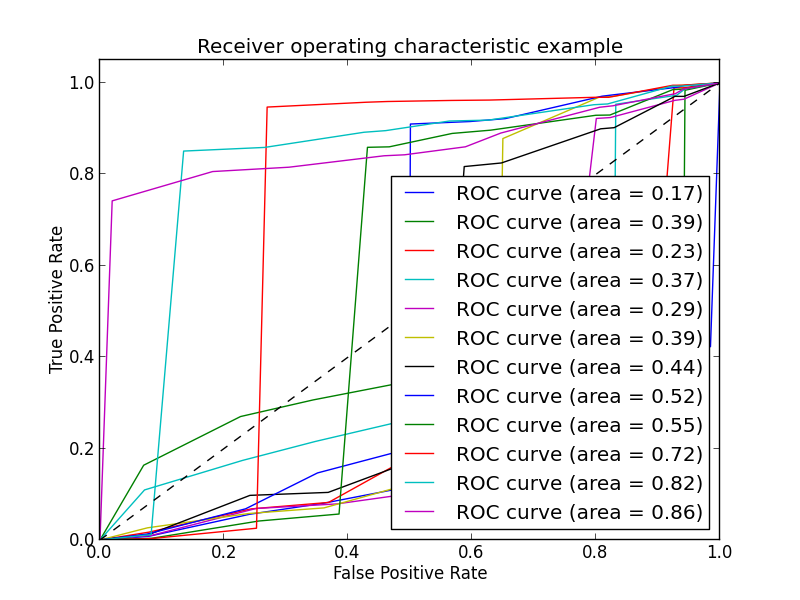 Receiver operating characteristic example
True Positive Rate
1.0
0.8
0.6
0.4
0.2
0.0
ROC curve (area = 0.17)
ROC curve (area = 0.39)
ROC curve (area = 0.23)
ROC curve (area = 0.37)
ROC curve (area = 0.29)
ROC curve (area = 0.39)
ROC curve (area = 0.44)
ROC curve (area = 0.52)
ROC curve (area = 0.55)
ROC curve (area = 0.72)
ROC curve (area = 0.82)
ROC curve (area = 0.86)
0.0 0.2 0.4 0.6 0.8 1.0
False Positive Rate